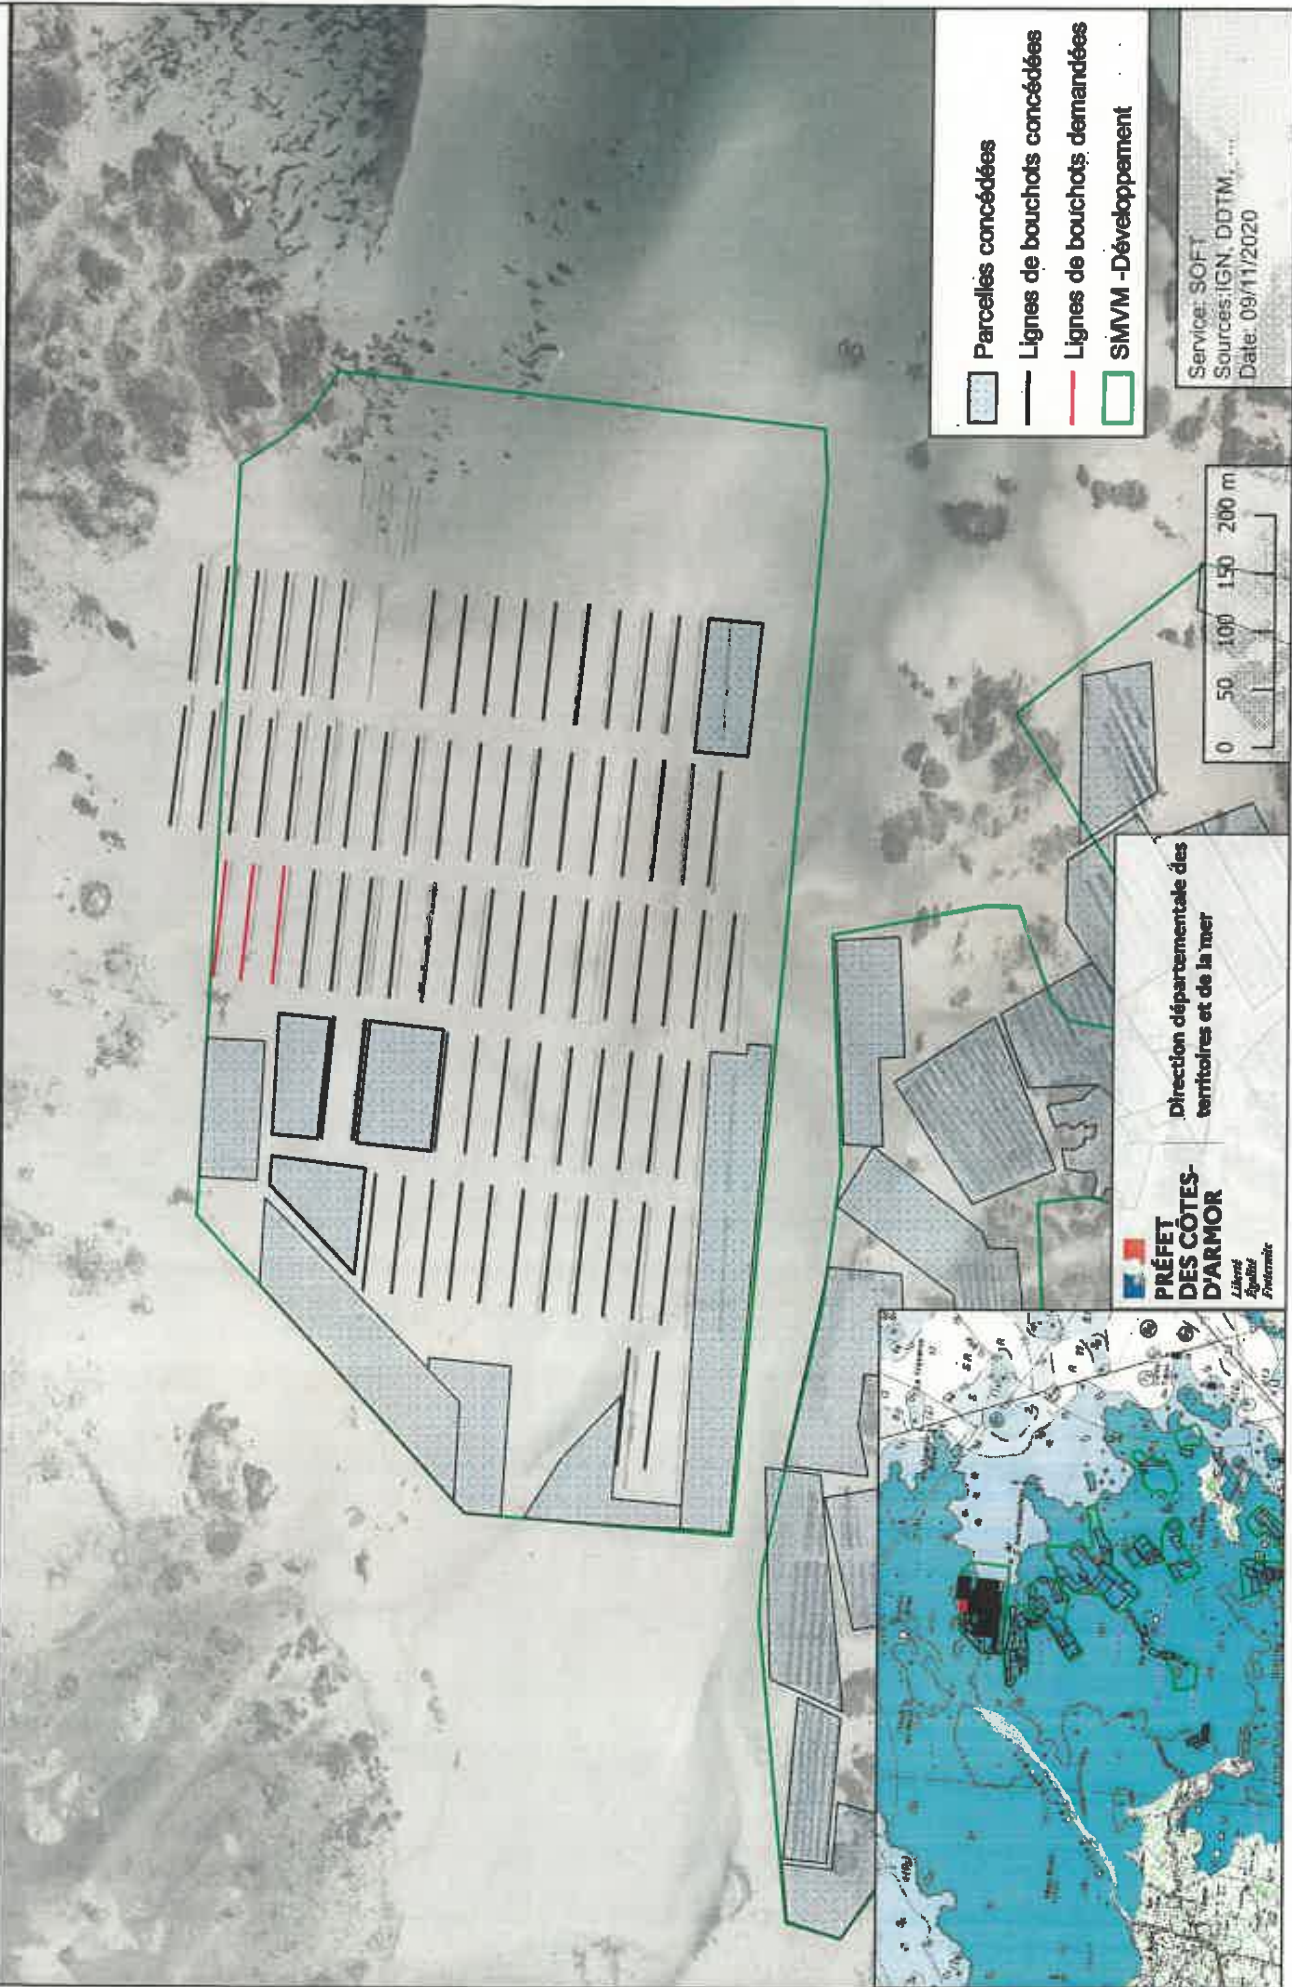 Parcelles concédées
Lignes de bouchots concédées
Lignes de bouchots demandées
SMVM -Développement
Service: SOFT
Sources:IGN, DDTM, ...
Date: 09/11/2020
0 50 100 150 200 m
Direction départementale des
territoires et de la mer
PRÉFET
DES CÔTES-
D'ARMOR
Liberté
Égalité
Fraternité